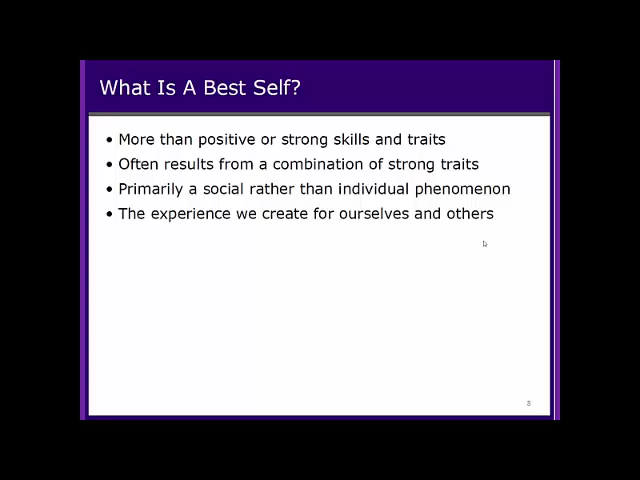 What Is A Best Self?
• More than positive or strong skills and traits
• Often results from a combination of strong traits
• Primarily a social rather than individual phenomenon
• The experience we create for ourselves and others
8